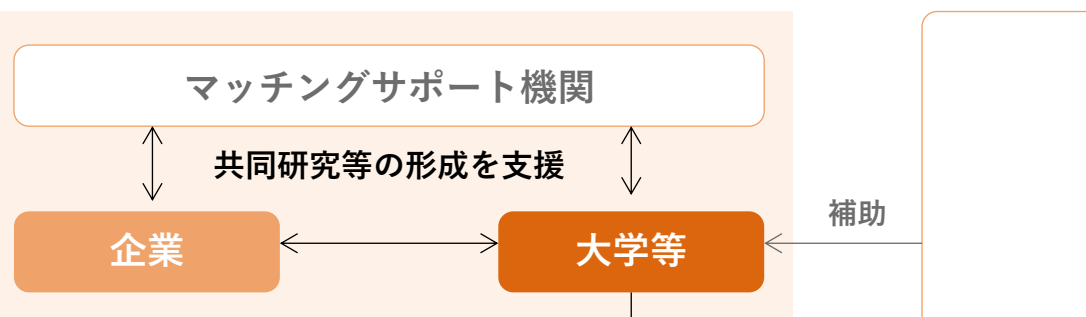 マッチングサポート機関
共同研究等の形成を支援
補助
企業
大学等